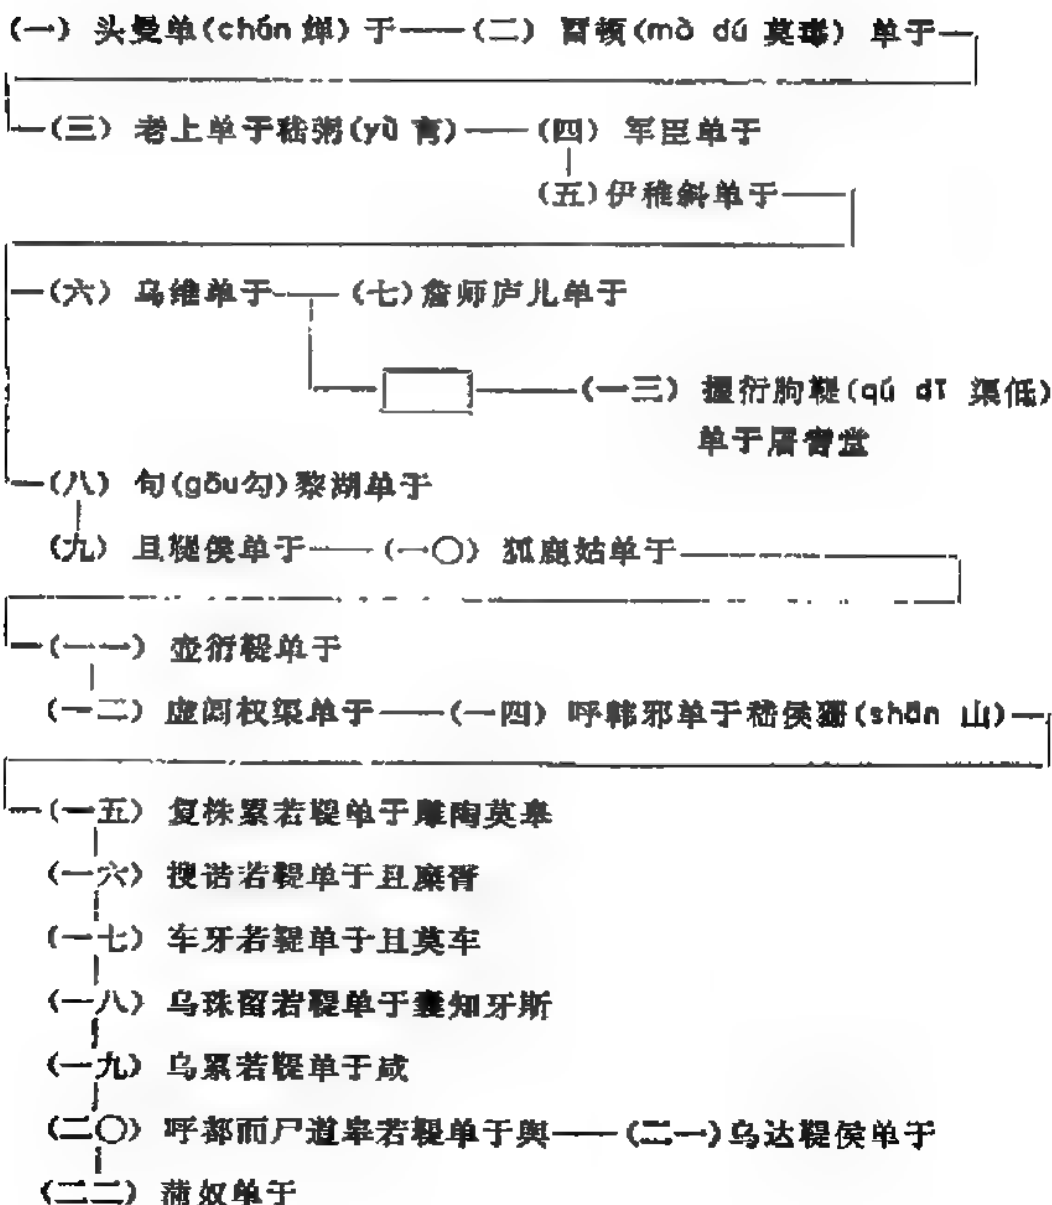 (一) 头曼单(chán 蝉) 于——(二) 冒顿(mò dú 莫毒) 单于
(三) 老上单于稽粥(yù 育)——(四) 军臣单于
(五)伊稚斜单于
(六) 乌维单于——(七)詹师庐儿单于
(一三) 握衍朐鞮(qú dī 渠低)
单于屠耆堂
(八) 句(gōu勾)黎湖单于
(九) 且鞮侯单于——(一〇) 狐鹿姑单于
(一一) 壶衍鞮单于
(一二) 虚闾权渠单于——(一四) 呼韩邪单于稽侯狦(shān 山)
(一五) 复株累若鞮单于雕陶莫皋
(一六) 搜谐若鞮单于且麋胥
(一七) 车牙若鞮单于且莫车
(一八) 乌珠留若鞮单于囊知牙斯
(一九) 乌累若鞮单于咸
(二〇) 呼都而尸道皋若鞮单于舆——(二一)乌达鞮侯单于
(二二) 蒲奴单于